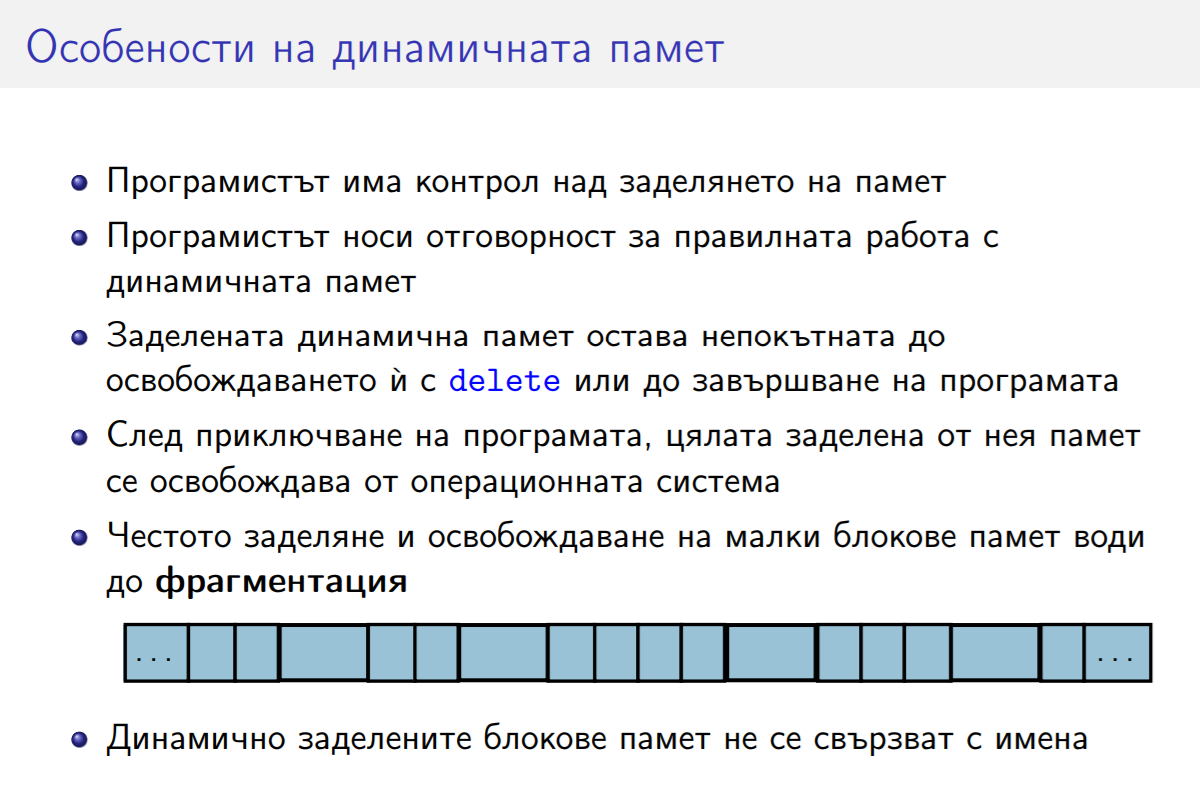 Особености на динамичната памет
Програмистът има контрол над заделянето на памет
Програмистът носи отговорност за правилната работа с
динамичната памет
Заделената динамична памет остава непокътната до
освобождаването ѝ с delete или до завършване на програмата
След приключване на програмата, цялата заделена от нея памет
се освобождава от операционната система
Честото заделяне и освобождаване на малки блокове памет води
до фрагментация
... ...
Динамично заделените блокове памет не се свързват с имена